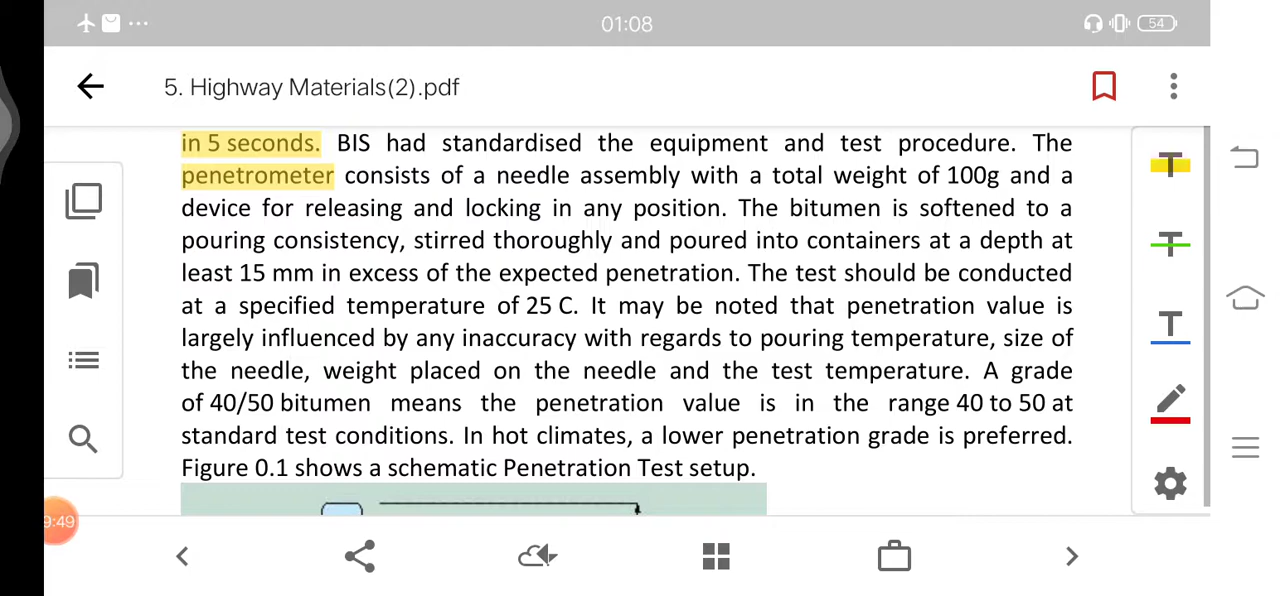 01:08
54
5. Highway Materials(2).pdf
in 5 seconds. BIS had standardised the equipment and test procedure. The
penetrometer consists of a needle assembly with a total weight of 100g and a
device for releasing and locking in any position. The bitumen is softened to a
pouring consistency, stirred thoroughly and poured into containers at a depth at
least 15 mm in excess of the expected penetration. The test should be conducted
at a specified temperature of 25 C. It may be noted that penetration value is
largely influenced by any inaccuracy with regards to pouring temperature, size of
the needle, weight placed on the needle and the test temperature. A grade
of 40/50 bitumen means the penetration value is in the range 40 to 50 at
standard test conditions. In hot climates, a lower penetration grade is preferred.
Figure 0.1 shows a schematic Penetration Test setup.
9:49